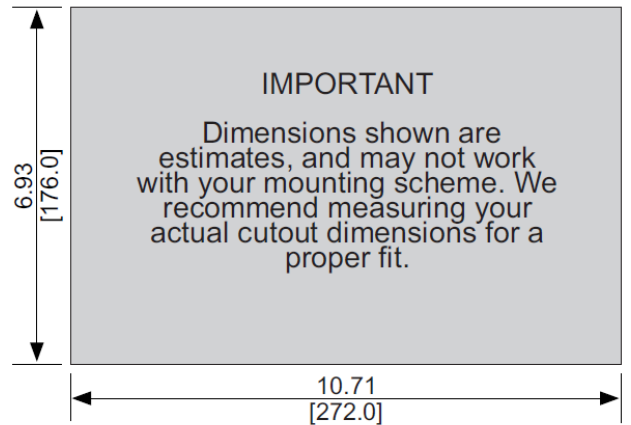 IMPORTANT
Dimensions shown are
estimates, and may not work
with your mounting scheme. We
recommend measuring your
actual cutout dimensions for a
proper fit.
6.93
[176.0]
10.71
[272.0]